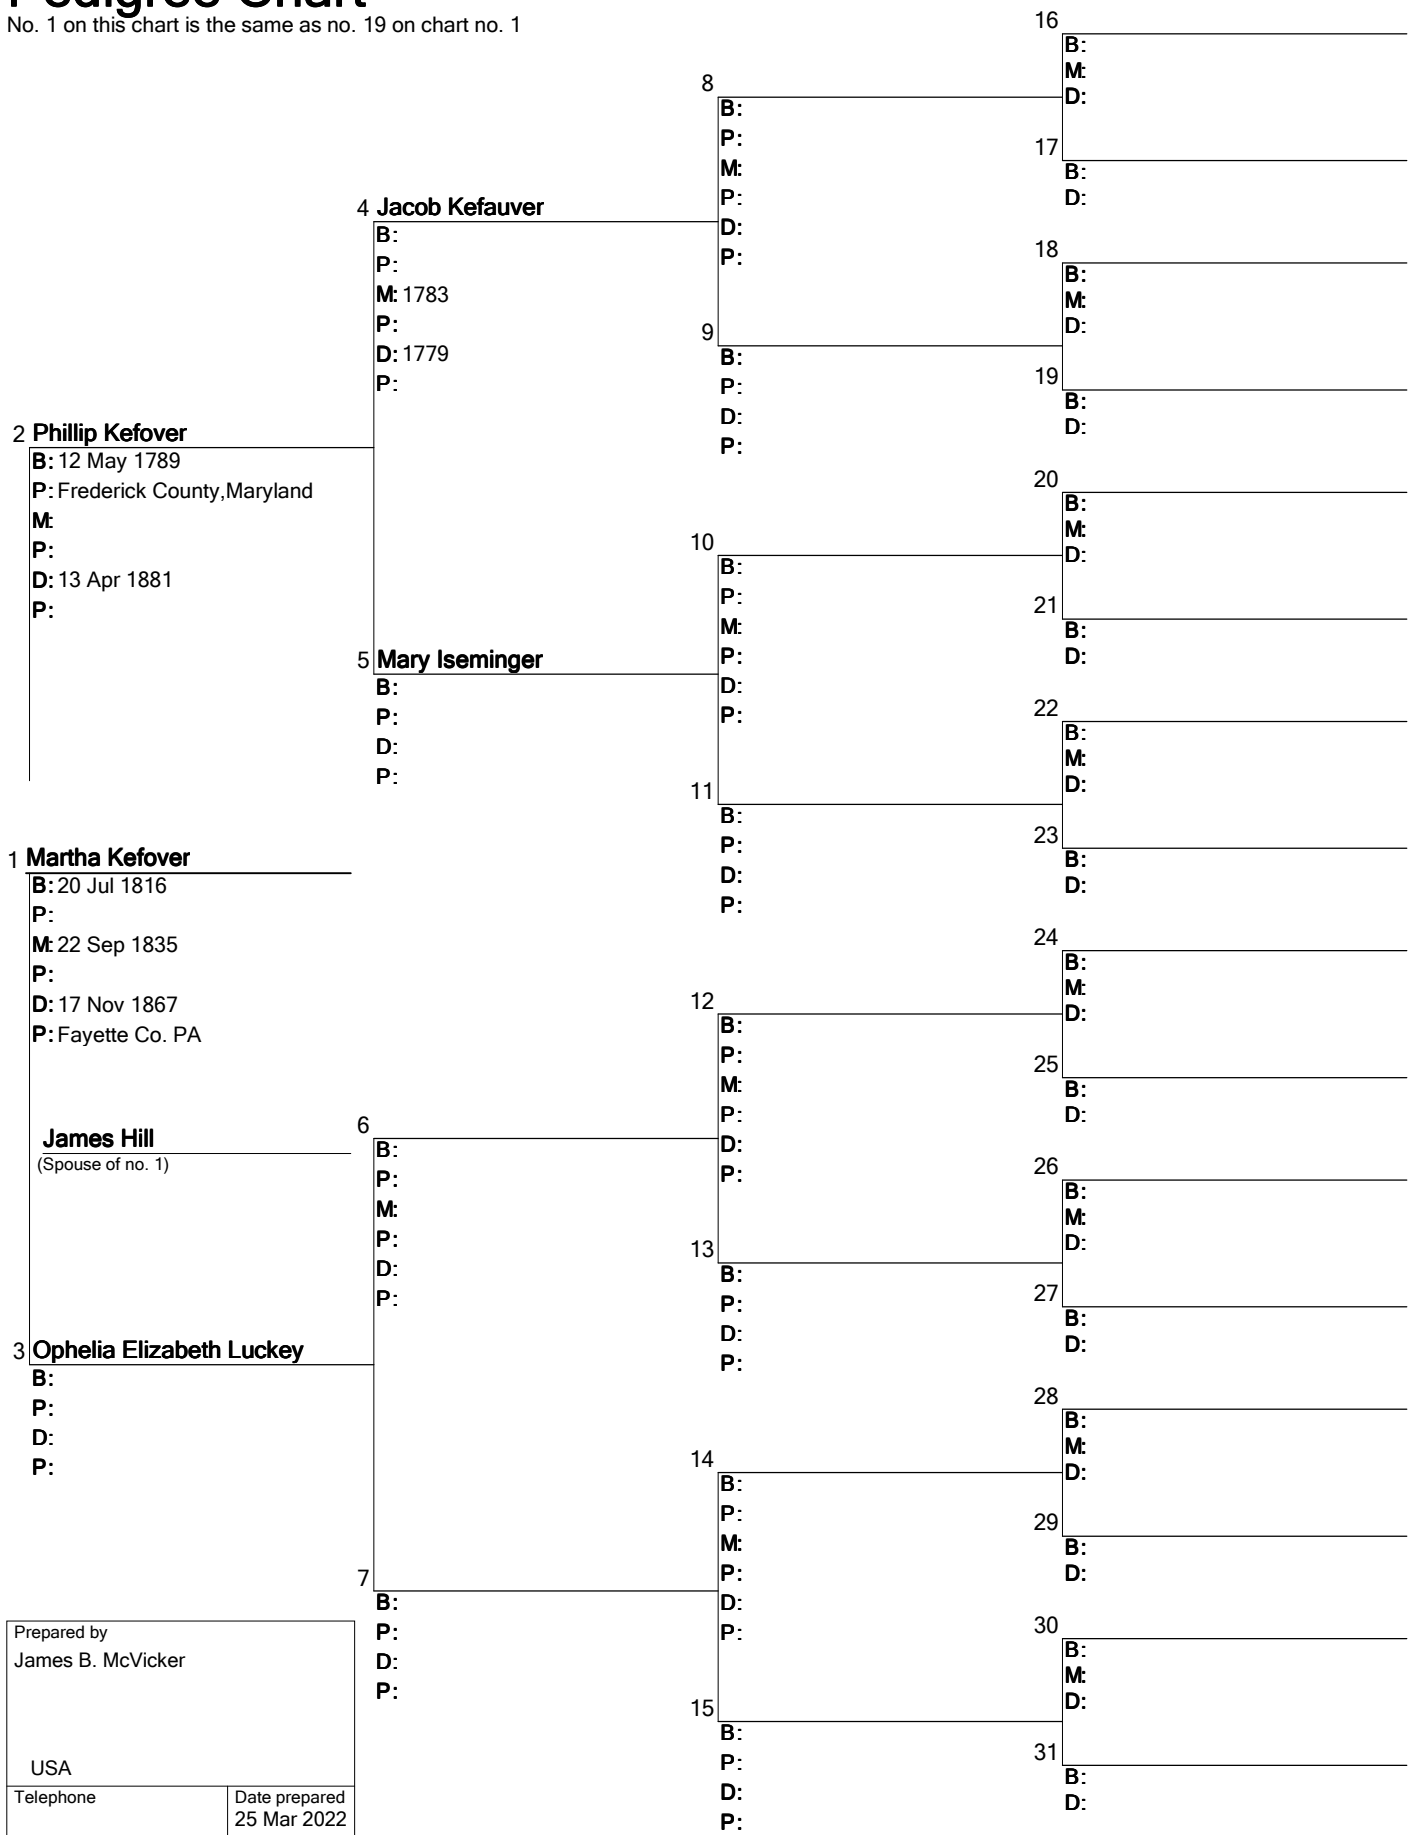 Pedigree Chart
No. 1 on this chart is the same as no. 19 on chart no. 1
2 Phillip Kefover
B: 12 May 1789
P: Frederick County,Maryland
M:
P:
D: 13 Apr 1881
P:
1 Martha Kefover
B: 20 Jul 1816
P:
M: 22 Sep 1835
P:
D: 17 Nov 1867
P: Fayette Co. PA
James Hill
(Spouse of no. 1)
3 Ophelia Elizabeth Luckey
B:
P:
D:
P:
Prepared by
James B. McVicker
USA
Telephone
Date prepared
25 Mar 2022
4 Jacob Kefauver
B:
P:
M: 1783
P:
D: 1779
P:
5 Mary Iseminger
B:
P:
D:
P:
6
B:
P:
M:
P:
D:
P:
7
B:
P:
D:
P:
8
B:
P:
M:
P:
D:
P:
9
B:
P:
D:
P:
10
B:
P:
M:
P:
D:
P:
11
B:
P:
D:
P:
12
B:
P:
M:
P:
D:
P:
13
B:
P:
D:
P:
14
B:
P:
M:
P:
D:
P:
15
B:
P:
D:
P:
16
B:
M:
D:
17
B:
D:
18
B:
M:
D:
19
B:
D:
20
B:
M:
D:
21
B:
D:
22
B:
M:
D:
23
B:
D:
24
B:
M:
D:
25
B:
D:
26
B:
M:
D:
27
B:
D:
28
B:
M:
D:
29
B:
D:
30
B:
M:
D:
31
B:
D: